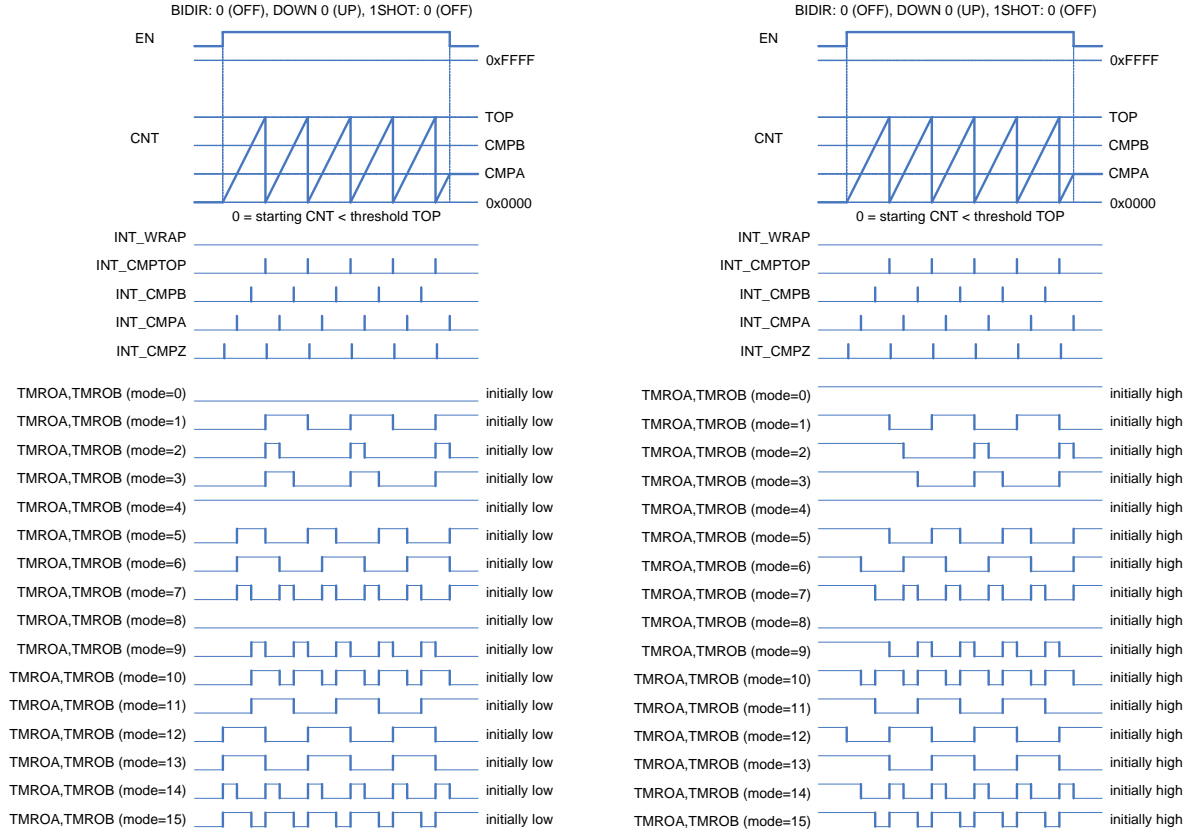 BIDIR: 0 (OFF), DOWN 0 (UP), 1SHOT: 0 (OFF)
EN
0xFFFF
TOP
CNT
CMPB
CMPA
0x0000
0 = starting CNT < threshold TOP
INT_WRAP
INT_CMPTOP
INT_CMPB
INT_CMPA
INT_CMPZ
TMROA,TMROB (mode=0) initially low
TMROA,TMROB (mode=1) initially low
TMROA,TMROB (mode=2) initially low
TMROA,TMROB (mode=3) initially low
TMROA,TMROB (mode=4) initially low
TMROA,TMROB (mode=5) initially low
TMROA,TMROB (mode=6) initially low
TMROA,TMROB (mode=7) initially low
TMROA,TMROB (mode=8) initially low
TMROA,TMROB (mode=9) initially low
TMROA,TMROB (mode=10) initially low
TMROA,TMROB (mode=11) initially low
TMROA,TMROB (mode=12) initially low
TMROA,TMROB (mode=13) initially low
TMROA,TMROB (mode=14) initially low
TMROA,TMROB (mode=15) initially low
BIDIR: 0 (OFF), DOWN 0 (UP), 1SHOT: 0 (OFF)
EN
0xFFFF
TOP
CNT
CMPB
CMPA
0x0000
0 = starting CNT < threshold TOP
INT_WRAP
INT_CMPTOP
INT_CMPB
INT_CMPA
INT_CMPZ
TMROA,TMROB (mode=0) initially high
TMROA,TMROB (mode=1) initially high
TMROA,TMROB (mode=2) initially high
TMROA,TMROB (mode=3) initially high
TMROA,TMROB (mode=4) initially high
TMROA,TMROB (mode=5) initially high
TMROA,TMROB (mode=6) initially high
TMROA,TMROB (mode=7) initially high
TMROA,TMROB (mode=8) initially high
TMROA,TMROB (mode=9) initially high
TMROA,TMROB (mode=10) initially high
TMROA,TMROB (mode=11) initially high
TMROA,TMROB (mode=12) initially high
TMROA,TMROB (mode=13) initially high
TMROA,TMROB (mode=14) initially high
TMROA,TMROB (mode=15) initially high